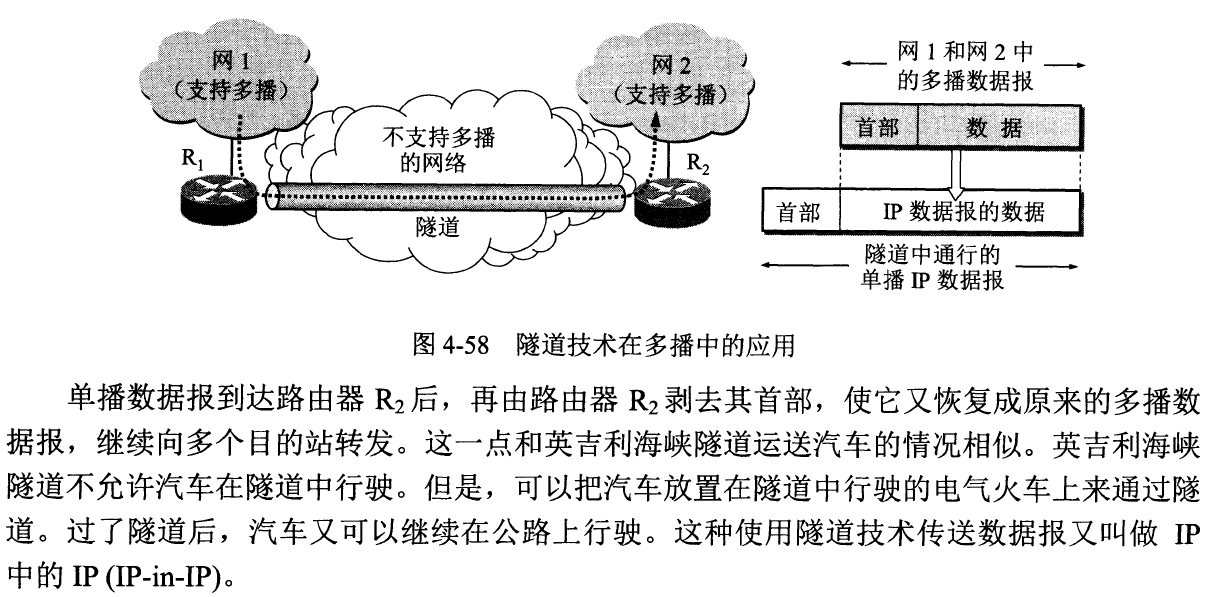 网 1
（支持多播）
网 2
（支持多播）
不支持多播
的网络
R1
R2
隧道
网 1 和网 2 中
的多播数据报
首部 数 据
首部 IP 数据报的数据
隧道中通行的
单播 IP 数据报
图 4-58 隧道技术在多播中的应用
单播数据报到达路由器 R2 后，再由路由器 R2 剥去其首部，使它又恢复成原来的多播数
据报，继续向多个目的站转发。这一点和英吉利海峡隧道运送汽车的情况相似。英吉利海峡
隧道不允许汽车在隧道中行驶。但是，可以把汽车放置在隧道中行驶的电气火车上来通过隧
道。过了隧道后，汽车又可以继续在公路上行驶。这种使用隧道技术传送数据报又叫做 IP
中的 IP (IP-in-IP)。